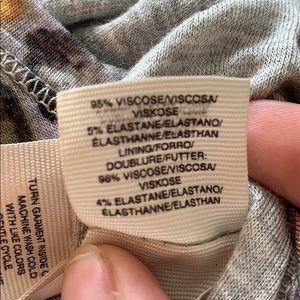 95% VISCOSE/VISCOSA/
VISKOSE
5% ELASTANE/ELASTANO/
ÉLASTHANNE/ELASTHAN
LINING/FORRO/
DOUBLURE/FUTTER:
96% VISCOSE/VISCOSA/
VISKOSE
4% ELASTANE/ELASTANO/
ÉLASTHANNE/ELASTHAN
TURN GARMENT INSIDE
MACHINE WASH COLD
WITH LIKE COLORS
CYCLE